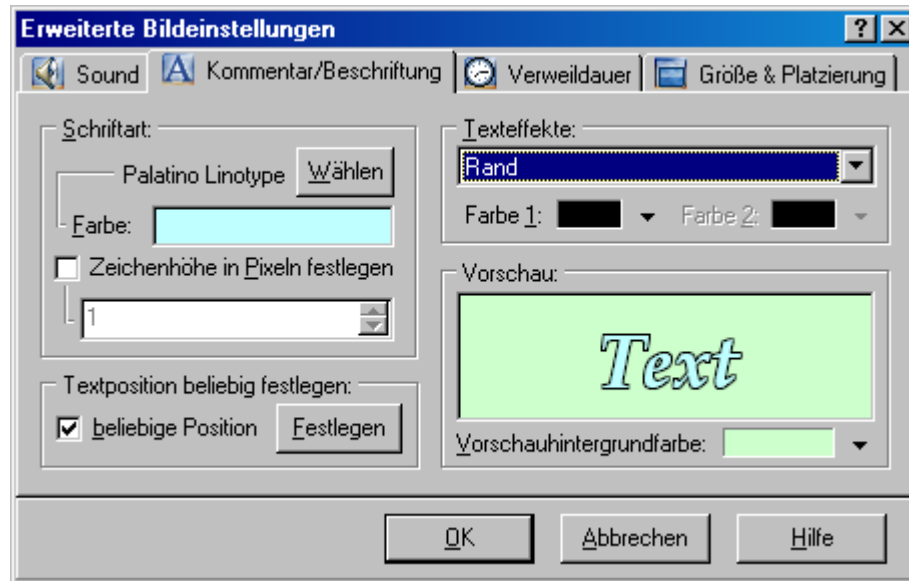 Erweiterte Bildeinstellungen
Sound
Kommentar/Beschriftung
Verweildauer
Größe & Platzierung
Schriftart:
Palatino Linotype Wählen
Farbe:
Zeichenhöhe in Pixeln festlegen
1
Textposition beliebig festlegen:
beliebige Position Festlegen
Texteffekte:
Rand
Farbe 1: Farbe 2:
Vorschau:
Text
Vorschauhintergrundfarbe:
OK Abbrechen Hilfe